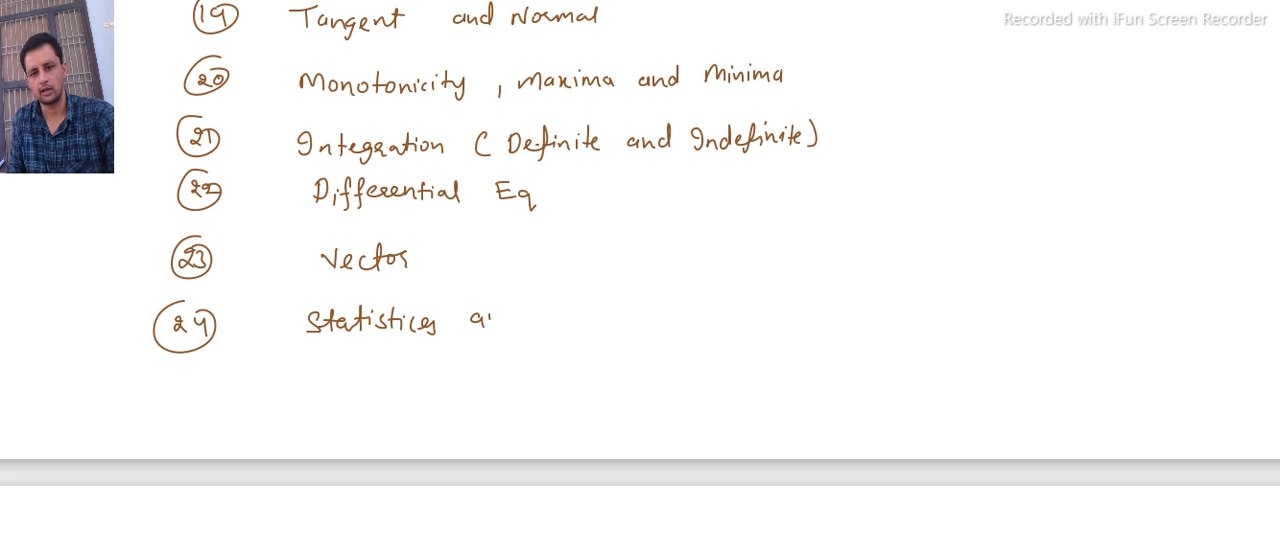 Recorded with iFun Screen Recorder
19 Tangent and Normal
20 Monotonicity, Maxima and Minima
21 Integration (Definite and Indefinite)
22 Differential Eq
23 Vector
24 Statistics